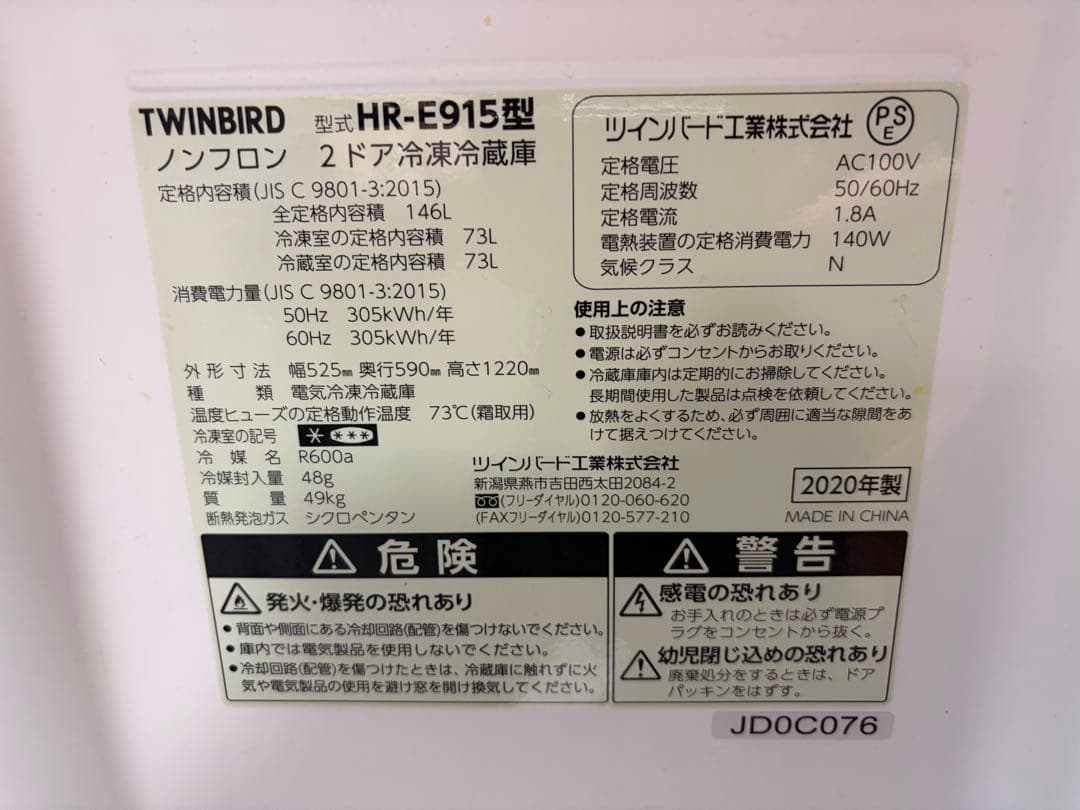 TWINBIRD 型式 HR-E915型
ノンフロン 2ドア冷凍冷蔵庫
定格内容積(JIS C 9801-3:2015)
全定格内容積 146L
冷凍室の定格内容積 73L
冷蔵室の定格内容積 73L
消費電力量(JIS C 9801-3:2015)
50Hz 305kWh/年
60Hz 305kWh/年
外形寸法 幅525㎜ 奥行590㎜ 高さ1220㎜
種類 電気冷凍冷蔵庫
温度ヒューズの定格動作温度 73℃(霜取用)
冷凍室の記号 * ***
冷媒名 R600a
冷媒封入量 48g
質量 49kg
断熱発泡ガス シクロペンタン
ツインバード工業株式会社 PSE
定格電圧 AC100V
定格周波数 50/60Hz
定格電流 1.8A
電熱装置の定格消費電力 140W
気候クラス N
使用上の注意
●取扱説明書を必ずお読みください。
●電源は必ずコンセントからお取りください。
●冷蔵庫庫内は定期的にお掃除してください。
長期間使用した製品は点検を依頼してください。
●放熱をよくするため、必ず周囲に適当な隙間をあ
けて据えつけてください。
ツインバード工業株式会社
新潟県燕市吉田西太田2084-2
(フリーダイヤル)0120-060-620
(FAXフリーダイヤル)0120-577-210
2020年製
MADE IN CHINA
危険
発火・爆発の恐れあり
●背面や側面にある冷却回路(配管)を傷つけないでください。
●庫内では電気製品を使用しないでください。
●冷却回路(配管)を傷つけたときは、冷蔵庫に触れずに火
気や電気製品の使用を避け窓を開け換気してください。
警告
感電の恐れあり
お手入れのときは必ず電源プ
ラグをコンセントから抜く。
幼児閉じ込めの恐れあり
廃棄処分をするときは、ドア
パッキンをはずす。
JD0C076